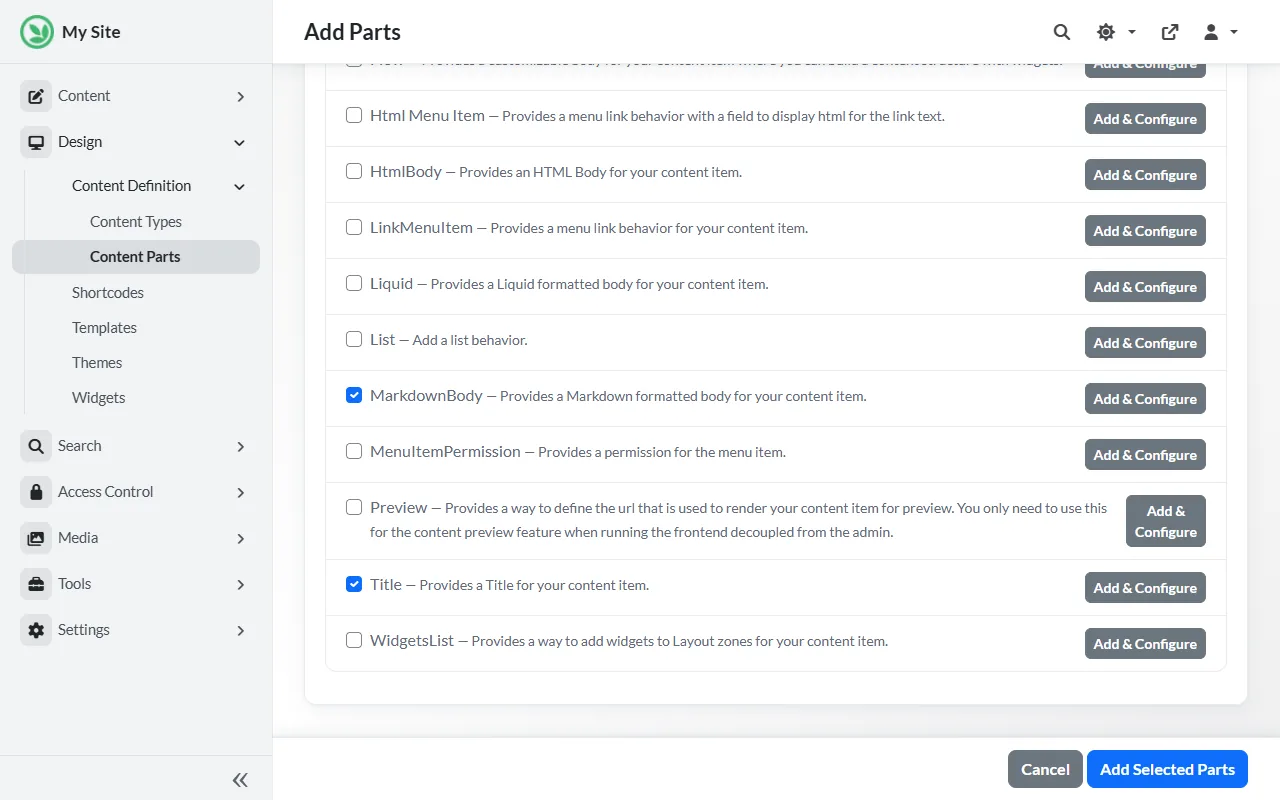 My Site
Add Parts
Content
Design
Content Definition
Content Types
Content Parts
Shortcodes
Templates
Themes
Widgets
Search
Access Control
Media
Tools
Settings
Add & Configure
Html Menu Item — Provides a menu link behavior with a field to display html for the link text.
Add & Configure
HtmlBody — Provides an HTML Body for your content item.
Add & Configure
LinkMenuItem — Provides a menu link behavior for your content item.
Add & Configure
Liquid — Provides a Liquid formatted body for your content item.
Add & Configure
List — Add a list behavior.
Add & Configure
MarkdownBody — Provides a Markdown formatted body for your content item.
Add & Configure
MenuItemPermission — Provides a permission for the menu item.
Add & Configure
Preview — Provides a way to define the url that is used to render your content item for preview. You only need to use this
for the content preview feature when running the frontend decoupled from the admin.
Add &
Configure
Title — Provides a Title for your content item.
Add & Configure
WidgetsList — Provides a way to add widgets to Layout zones for your content item.
Add & Configure
Cancel
Add Selected Parts